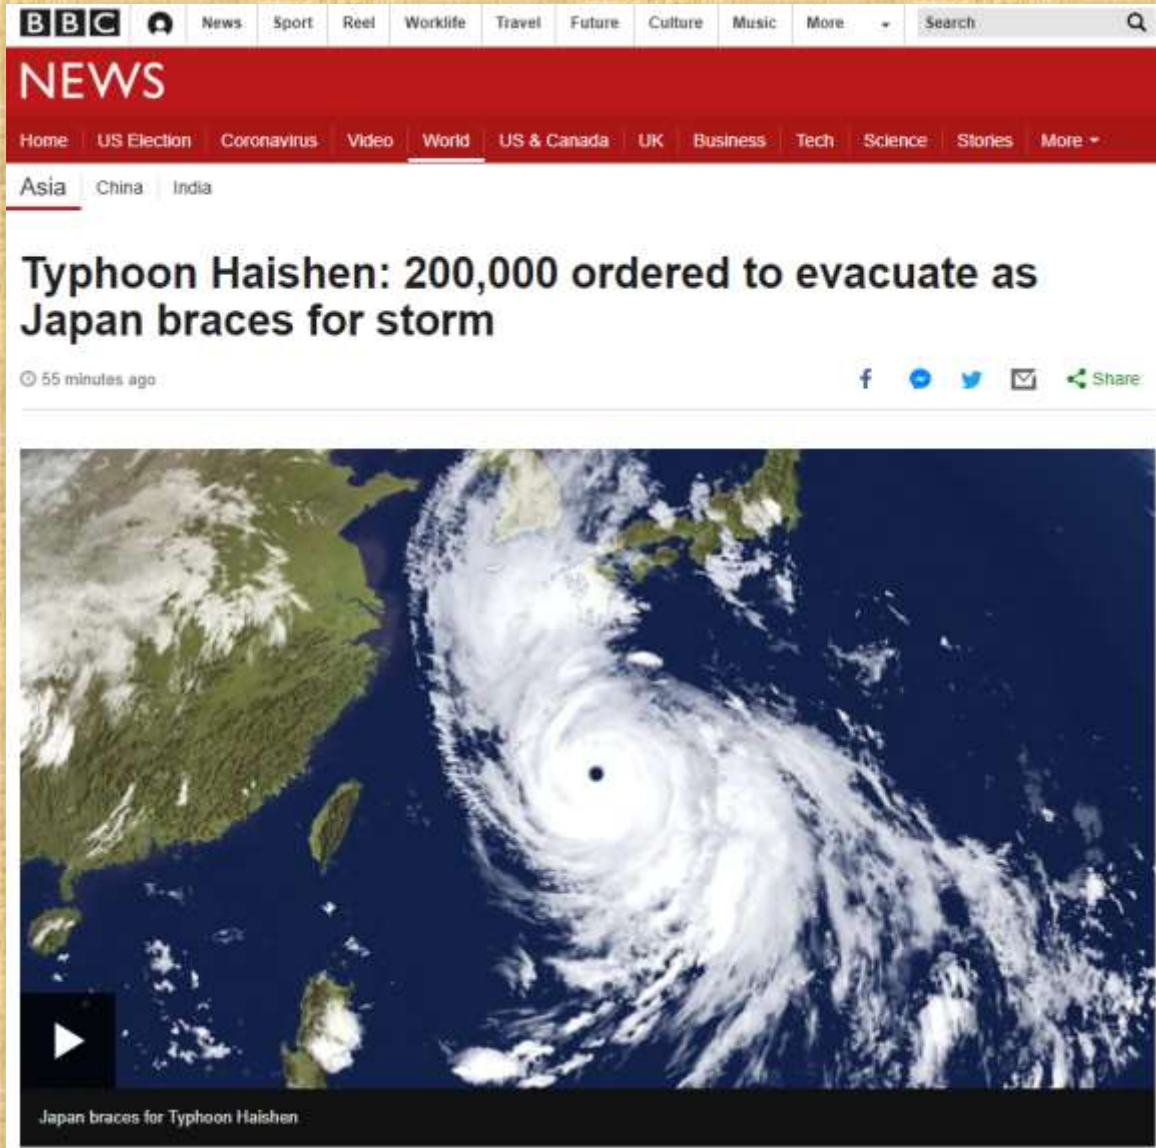 BBC News Sport Reel Worklife Travel Future Culture Music More Search
NEWS
Home US Election Coronavirus Video World US & Canada UK Business Tech Science Stories More
Asia China India
Typhoon Haishen: 200,000 ordered to evacuate as
Japan braces for storm
55 minutes ago f Share
Japan braces for Typhoon Haishen